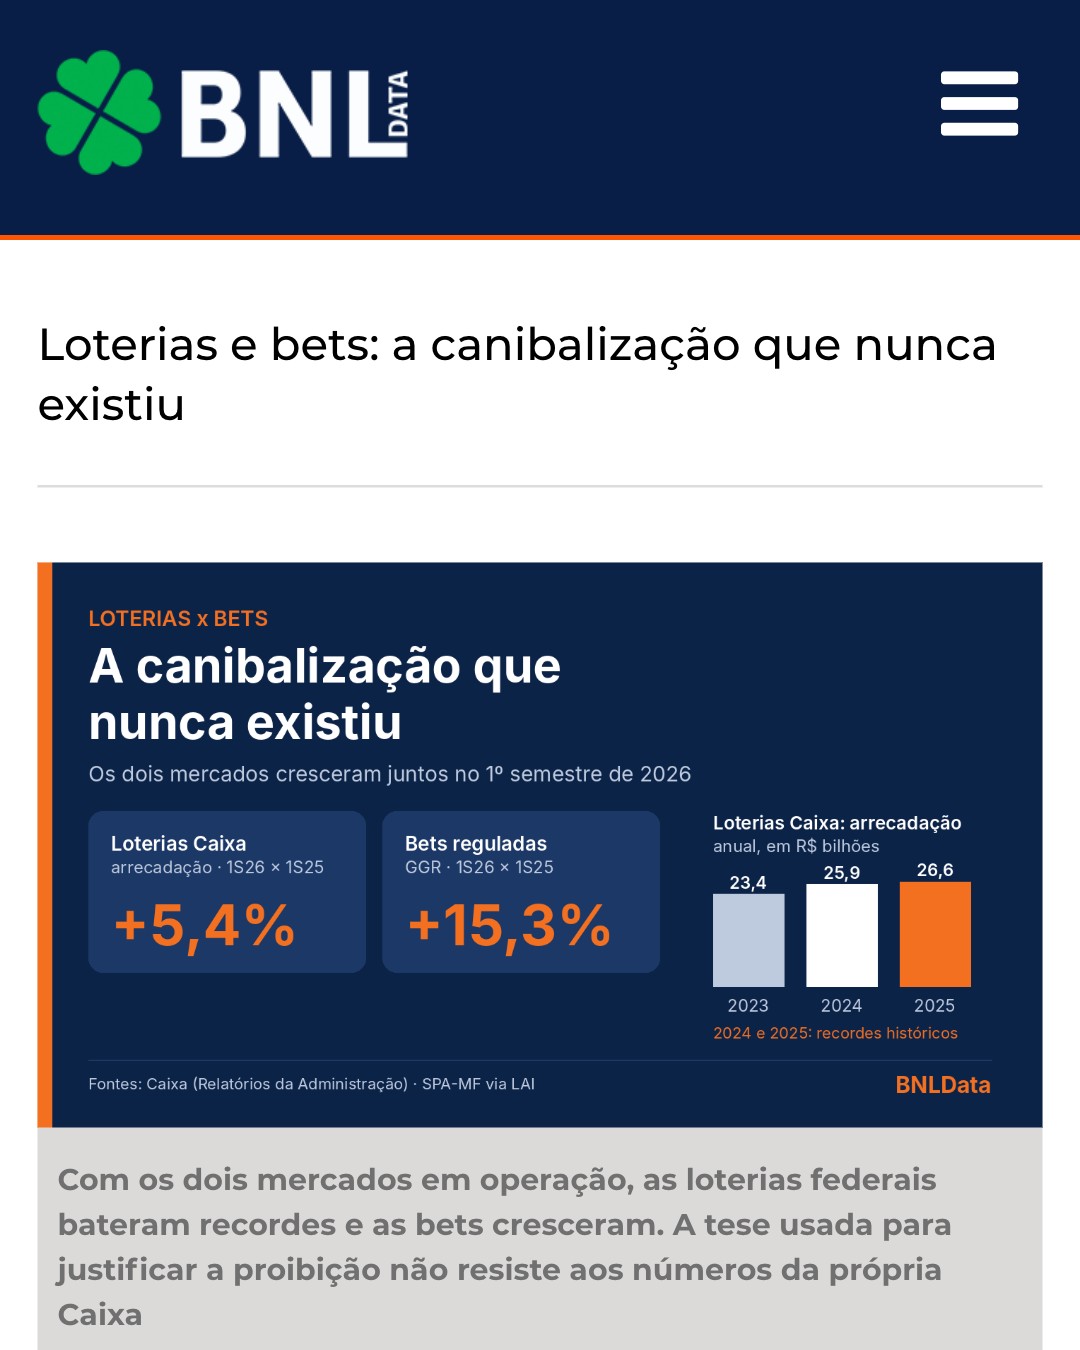 BNL DATA
Loterias e bets: a canibalização que nunca
existiu
LOTERIAS x BETS
A canibalização que
nunca existiu
Os dois mercados cresceram juntos no 1º semestre de 2026
Loterias Caixa
arrecadação · 1S26 × 1S25
+5,4%
Bets reguladas
GGR · 1S26 × 1S25
+15,3%
Loterias Caixa: arrecadação
anual, em R$ bilhões
23,4 25,9 26,6
2023 2024 2025
2024 e 2025: recordes históricos
Fontes: Caixa (Relatórios da Administração) · SPA-MF via LAI
BNLData
Com os dois mercados em operação, as loterias federais
bateram recordes e as bets cresceram. A tese usada para
justificar a proibição não resiste aos números da própria
Caixa